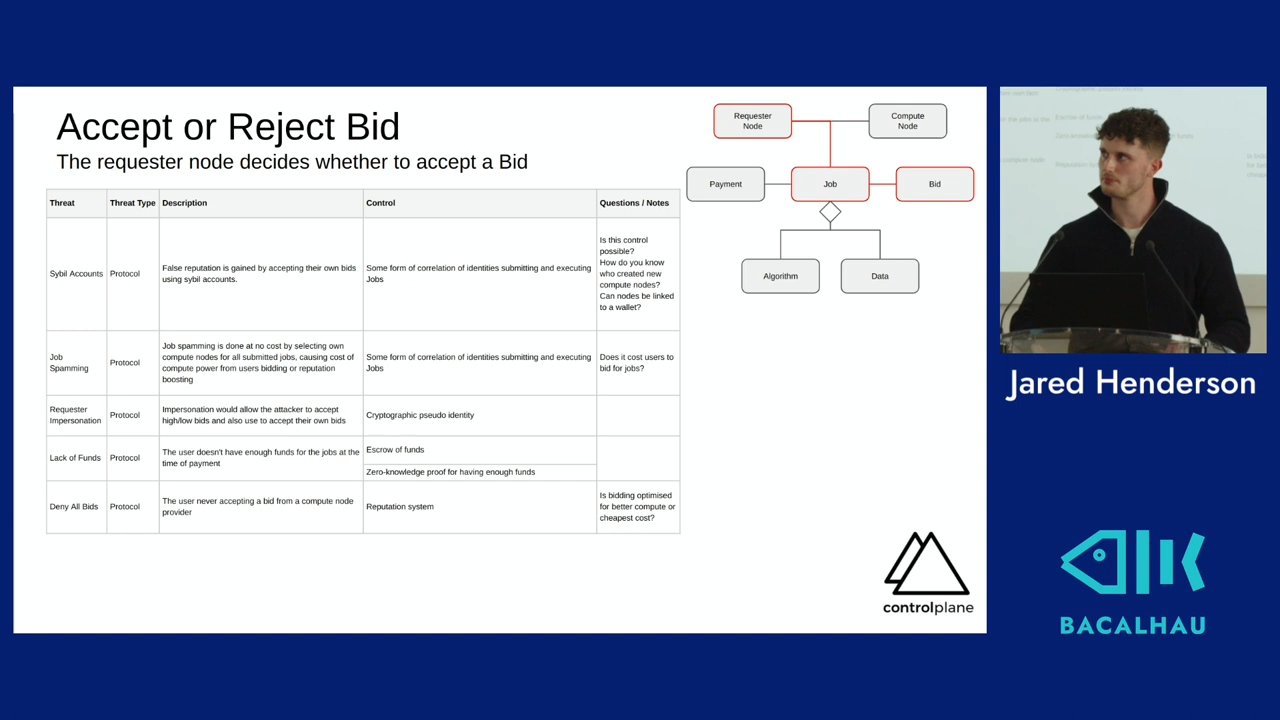 Accept or Reject Bid
The requester node decides whether to accept a Bid
Threat
Threat Type
Description
Control
Questions / Notes
Sybil Accounts
Protocol
False reputation is gained by accepting their own bids
using sybil accounts.
Some form of correlation of identities submitting and executing
Jobs
Is this control
possible?
How do you know
who created new
compute nodes?
Can nodes be linked
to a wallet?
Job
Spamming
Protocol
Job spamming is done at no cost by selecting own
compute nodes for all submitted jobs, causing cost of
compute power from users bidding or reputation
boosting
Some form of correlation of identities submitting and executing
Jobs
Does it cost users to
bid for jobs?
Requester
Impersonation
Protocol
Impersonation would allow the attacker to accept
high/low bids and also use to accept their own bids
Cryptographic pseudo identity
Lack of Funds
Protocol
The user doesn't have enough funds for the jobs at the
time of payment
Escrow of funds
Zero-knowledge proof for having enough funds
Deny All Bids
Protocol
The user never accepting a bid from a compute node
provider
Reputation system
Is bidding optimised
for better compute or
cheapest cost?
Requester
Node
Compute
Node
Payment
Job
Bid
Algorithm
Data
controlplane
Jared Henderson
BACALHAU